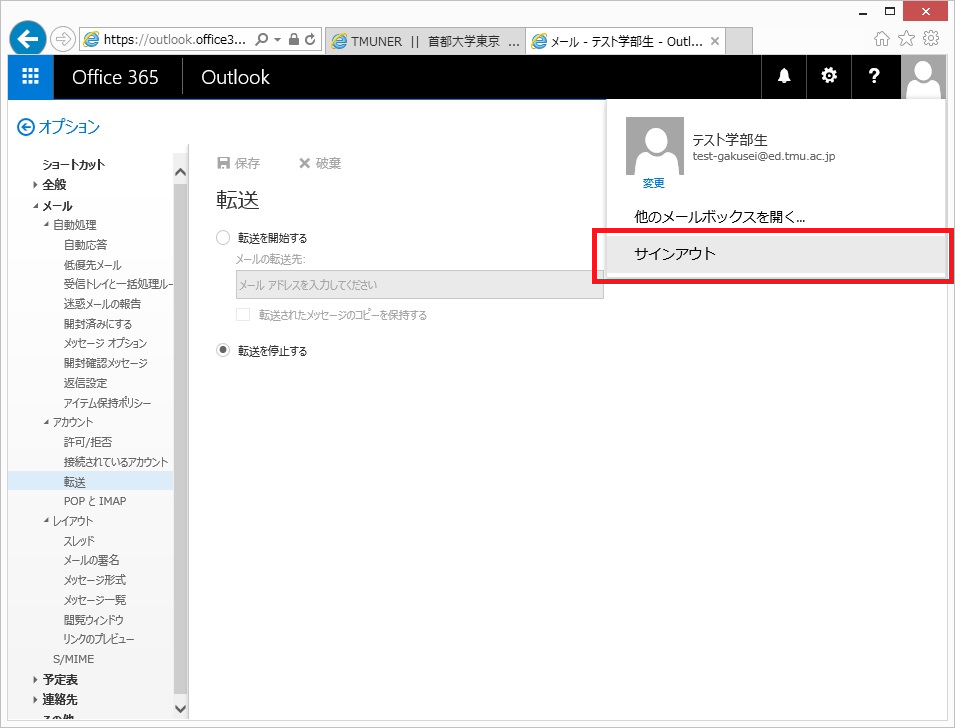 https://outlook.office3...
TMUNER || 首都大学東京 ...
メール - テスト学部生 - Outl...
Office 365
Outlook
?
オプション
ショートカット
全般
メール
自動処理
自動応答
低優先メール
受信トレイと一括処理ルー
迷惑メールの報告
開封済みにする
メッセージ オプション
開封確認メッセージ
返信設定
アイテム保持ポリシー
アカウント
許可/拒否
接続されているアカウント
転送
POP と IMAP
レイアウト
スレッド
メールの署名
メッセージ形式
メッセージ一覧
閲覧ウィンドウ
リンクのプレビュー
S/MIME
予定表
連絡先
その他
保存
破棄
転送
転送を開始する
メールの転送先:
メール アドレスを入力してください
転送されたメッセージのコピーを保持する
転送を停止する
テスト学部生
test-gakusei@ed.tmu.ac.jp
変更
他のメールボックスを開く...
サインアウト